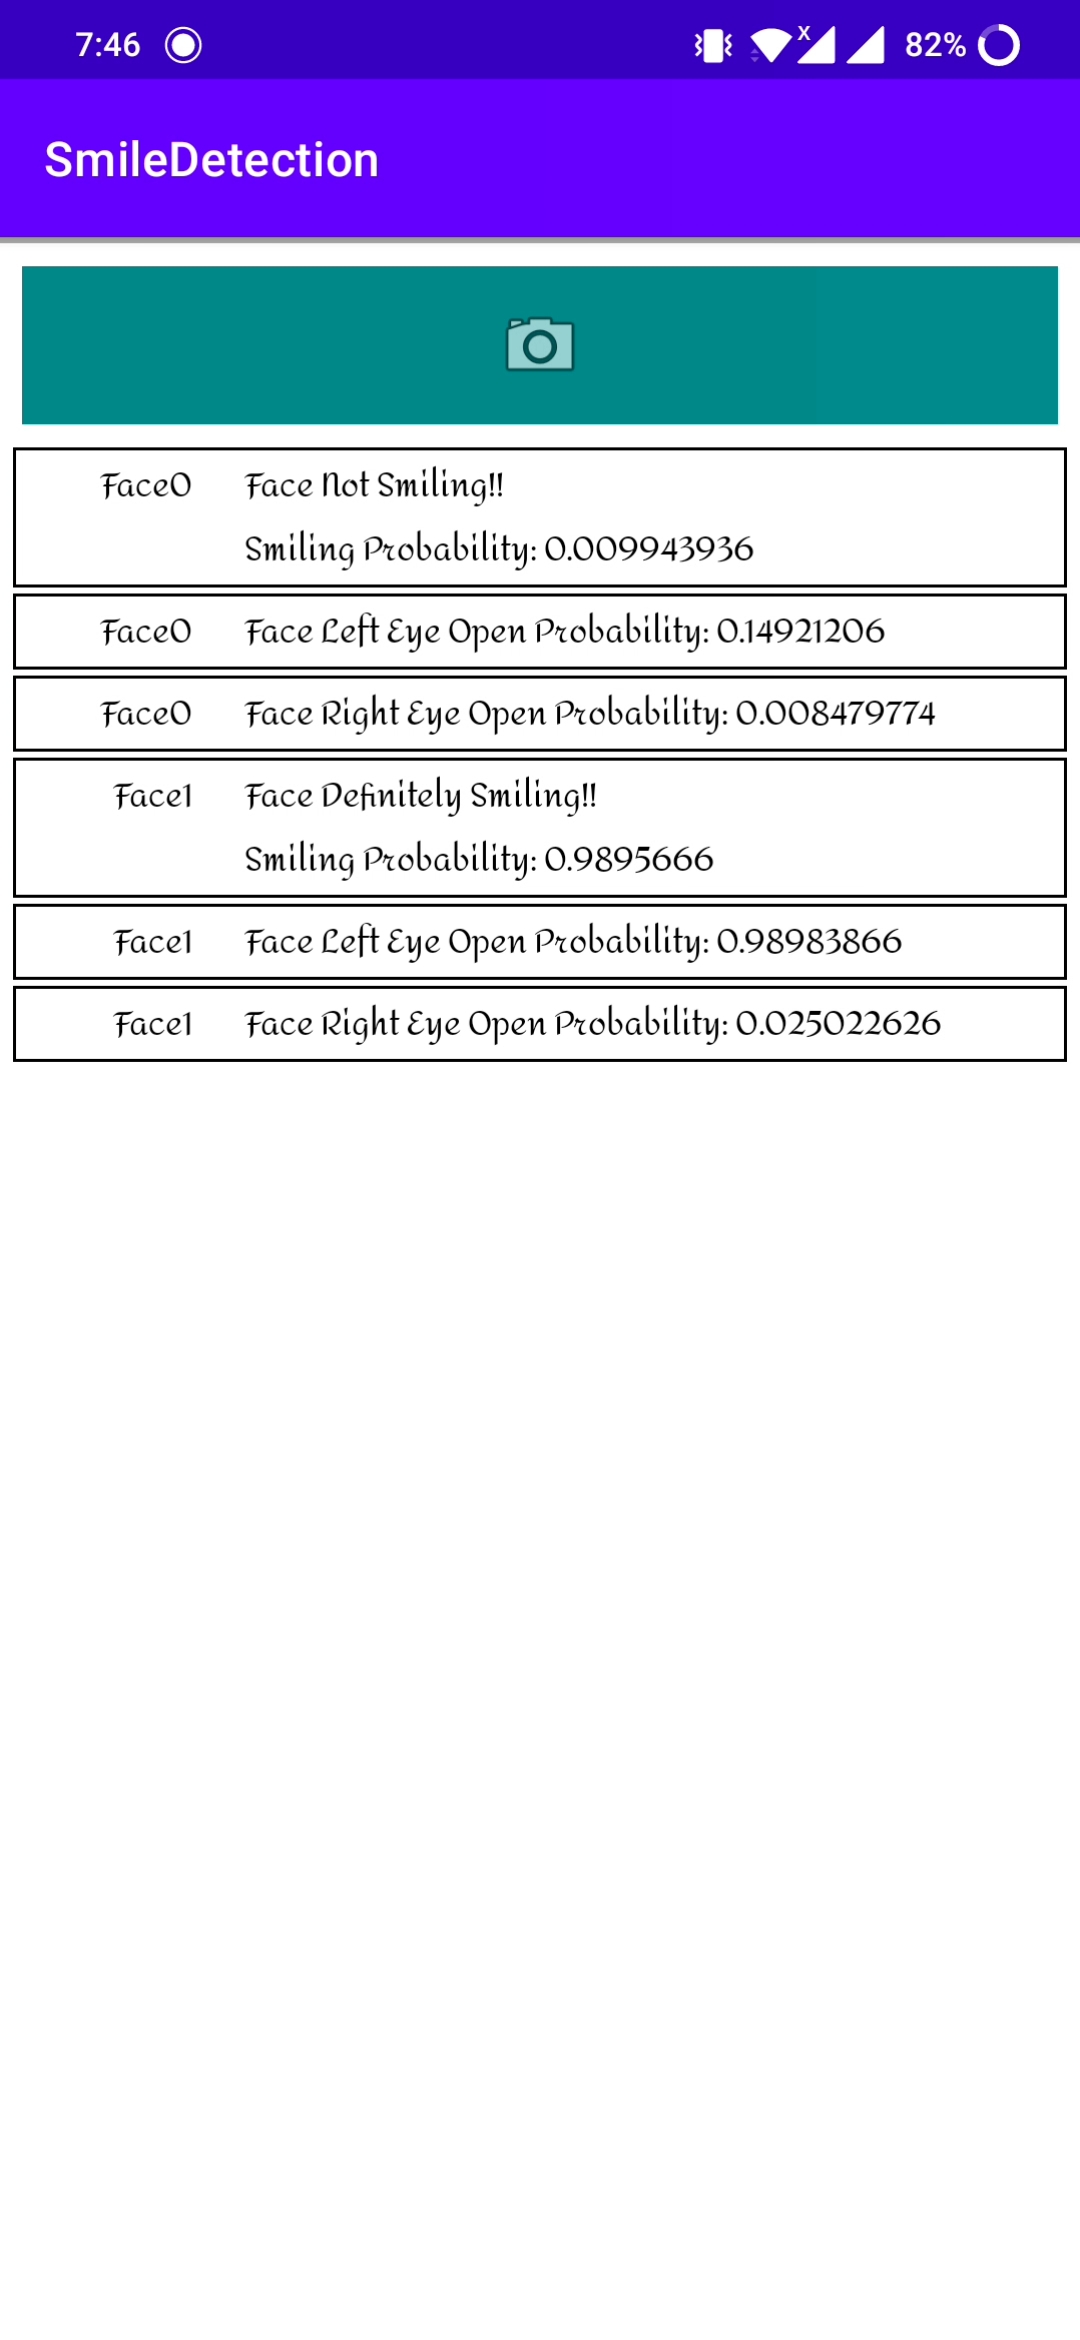 7:46 82%
SmileDetection
Face0 Face Not Smiling!!
Smiling Probability: 0.009943936
Face0 Face Left Eye Open Probability: 0.14921206
Face0 Face Right Eye Open Probability: 0.008479774
Face1 Face Definitely Smiling!!
Smiling Probability: 0.9895666
Face1 Face Left Eye Open Probability: 0.98983866
Face1 Face Right Eye Open Probability: 0.025022626